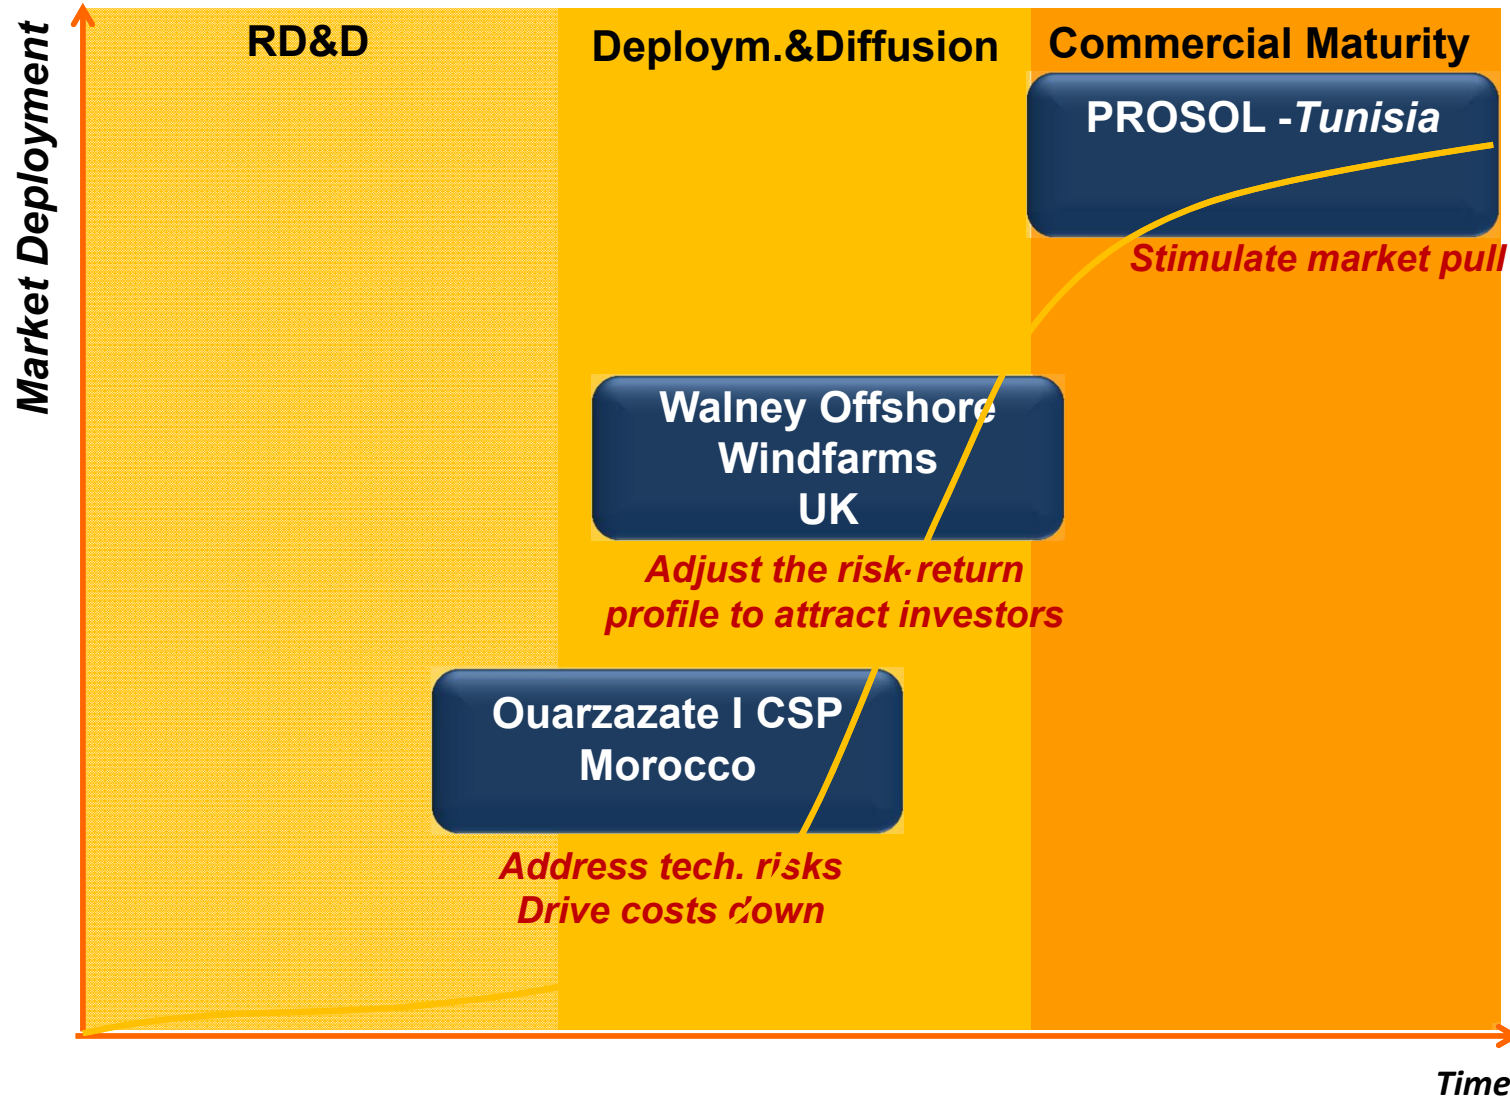 Market Deployment
RD&D
Deploym.&Diffusion
Commercial Maturity
PROSOL -Tunisia
Stimulate market pull
Walney Offshore
Windfarms
UK
Adjust the risk-return
profile to attract investors
Ouarzazate I CSP
Morocco
Address tech. risks
Drive costs down
Time